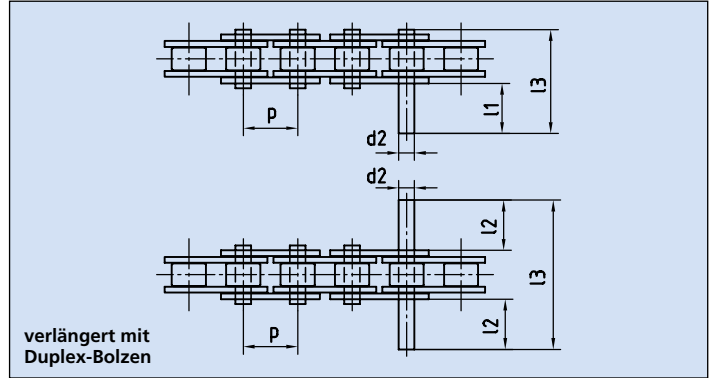 p
l1
l3
d2
d2
l2
l3
l2
p
verlängert mit
Duplex-Bolzen